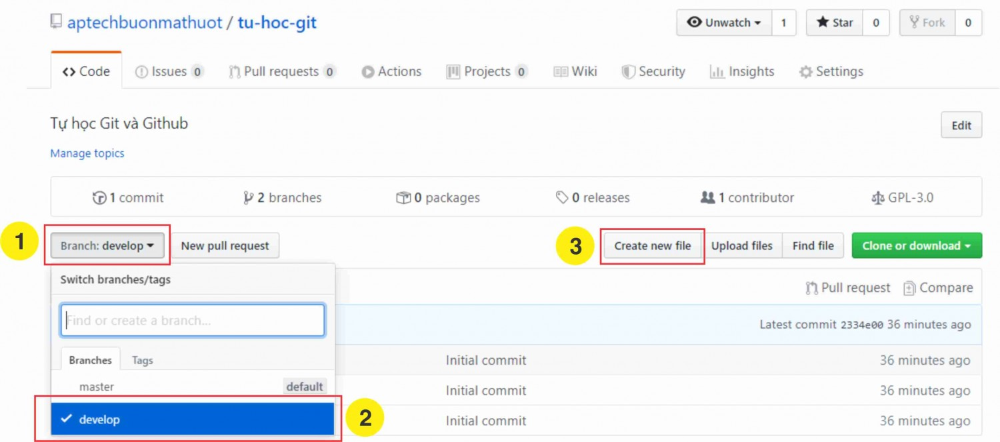 aptechbuonmathuot / tu-hoc-git
Unwatch 1 Star 0 Fork 0
Code Issues 0 Pull requests 0 Actions Projects 0 Wiki Security Insights Settings
Tự học Git và Github
Edit
Manage topics
1 commit 2 branches 0 packages 0 releases 1 contributor GPL-3.0
1 Branch: develop New pull request 3 Create new file Upload files Find file Clone or download
Switch branches/tags
Pull request Compare
Find or create a branch...
Latest commit 2334e00 36 minutes ago
Branches Tags Initial commit 36 minutes ago
master default Initial commit 36 minutes ago
develop 2 Initial commit 36 minutes ago